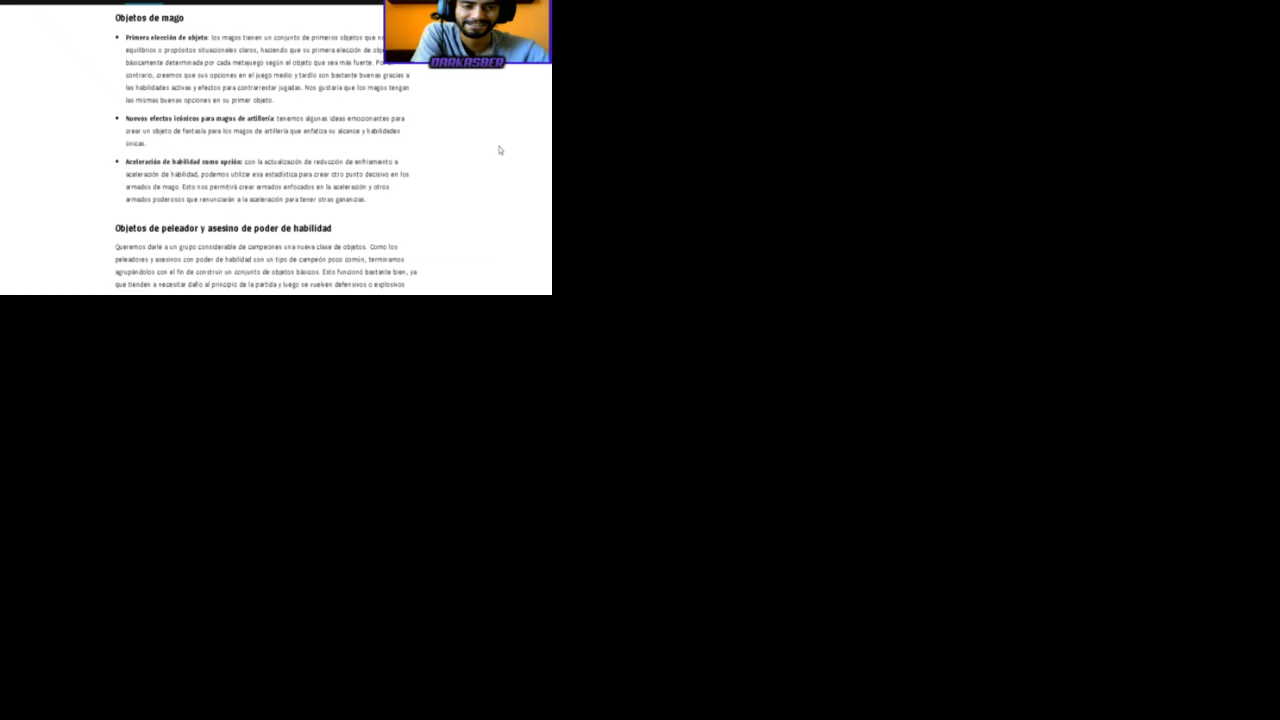 Objetos de mago
• Primera elección de objeto: los magos tienen un conjunto de primeros objetos que
equilibrios o propósitos situacionales claros, haciendo que su primera elección de
básicamente determinada por cada metajuego según el objeto que sea más fuerte.
contrario, creemos que sus opciones en el juego medio y tardío son bastante buenas gracias a
las habilidades activas y efectos para contrarrestar jugadas. Nos gustaría que los magos tengan
las mismas buenas opciones en su primer objeto.
• Nuevos efectos icónicos para magos de artillería: tenemos algunas ideas emocionantes para
crear un objeto de fantasía para los magos de artillería que enfatiza su alcance y habilidades
únicas.
• Aceleración de habilidad como opción: con la actualización de reducción de enfriamiento a
aceleración de habilidad, podemos utilizar esa estadística para crear otro punto decisivo en los
armados de mago. Esto nos permitirá crear armados enfocados en la aceleración y otros
armados poderosos que renunciarán a la aceleración para tener otras ganancias.
Objetos de peleador y asesino de poder de habilidad
Queremos darle a un grupo considerable de campeones una nueva clase de objetos. Como los
peleadores y asesinos con poder de habilidad son un tipo de campeón poco común, terminamos
agrupándolos con el fin de construir un conjunto de objetos básicos. Esto funcionó bastante bien, ya
que tienden a necesitar daño al principio de la partida y luego se vuelven defensivos o explosivos
DARKASBER